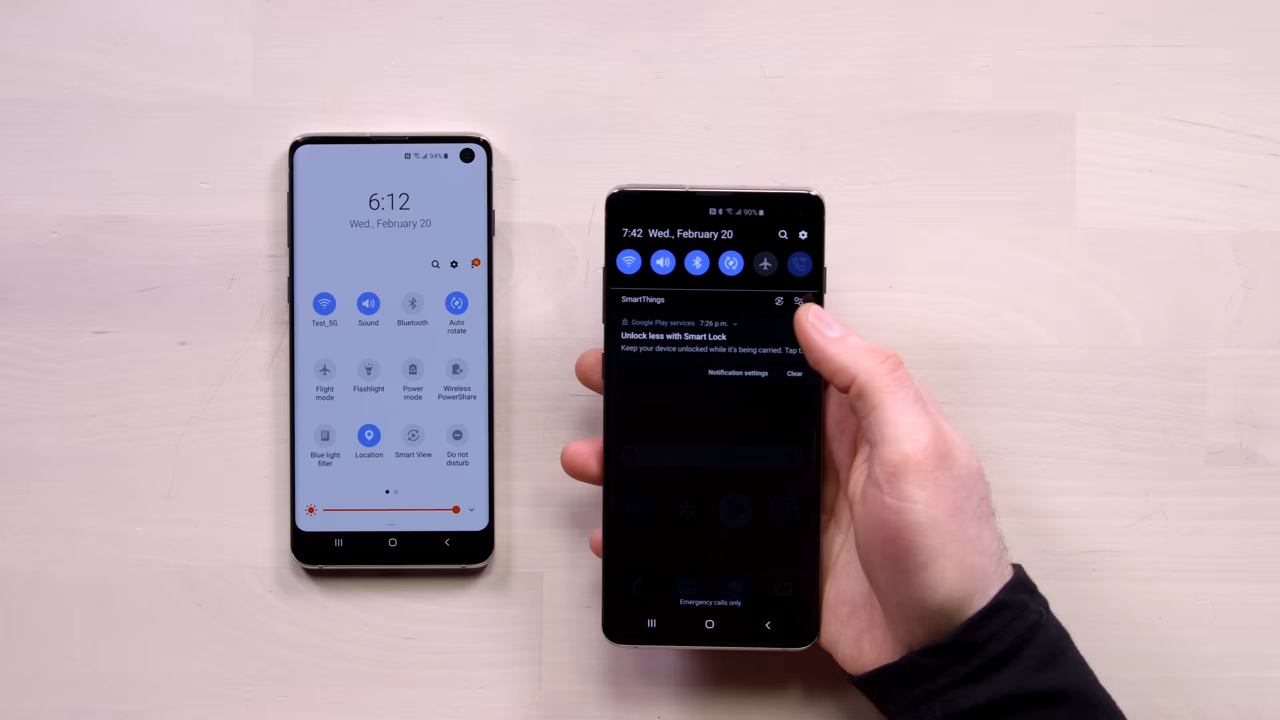 94%
6:12
Wed., February 20
Test_5G
Sound
Bluetooth
Auto
rotate
Flight
mode
Flashlight
Power
mode
Wireless
PowerShare
Blue light
filter
Location
Smart View
Do not
disturb
90%
7:42 Wed., February 20
SmartThings
Google Play services 7:26 p.m.
Unlock less with Smart Lock
Keep your device unlocked while it's being carried. Tap t
Notification settings Clear
Emergency calls only